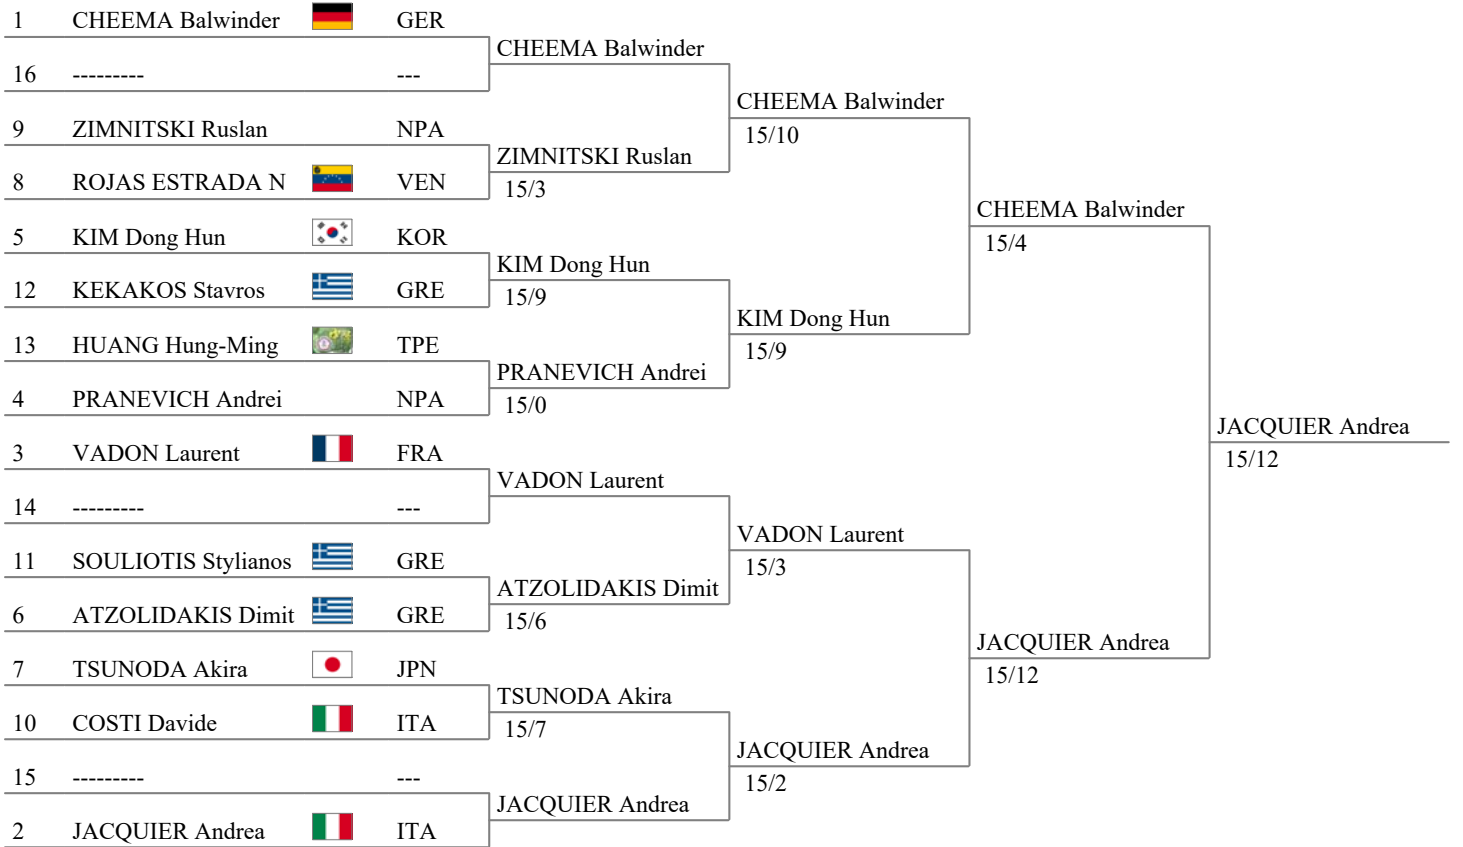 1 CHEEMA Balwinder GER
16 --------- ---
9 ZIMNITSKI Ruslan NPA
8 ROJAS ESTRADA N VEN
5 KIM Dong Hun KOR
12 KEKAKOS Stavros GRE
13 HUANG Hung-Ming TPE
4 PRANEVICH Andrei NPA
3 VADON Laurent FRA
14 --------- ---
11 SOULIOTIS Stylianos GRE
6 ATZOLIDAKIS Dimit GRE
7 TSUNODA Akira JPN
10 COSTI Davide ITA
15 --------- ---
2 JACQUIER Andrea ITA
CHEEMA Balwinder
ZIMNITSKI Ruslan
15/3
KIM Dong Hun
15/9
PRANEVICH Andrei
15/0
VADON Laurent
ATZOLIDAKIS Dimit
15/6
TSUNODA Akira
15/7
JACQUIER Andrea
CHEEMA Balwinder
15/10
KIM Dong Hun
15/9
VADON Laurent
15/3
JACQUIER Andrea
15/2
CHEEMA Balwinder
15/4
JACQUIER Andrea
15/12
JACQUIER Andrea
15/12